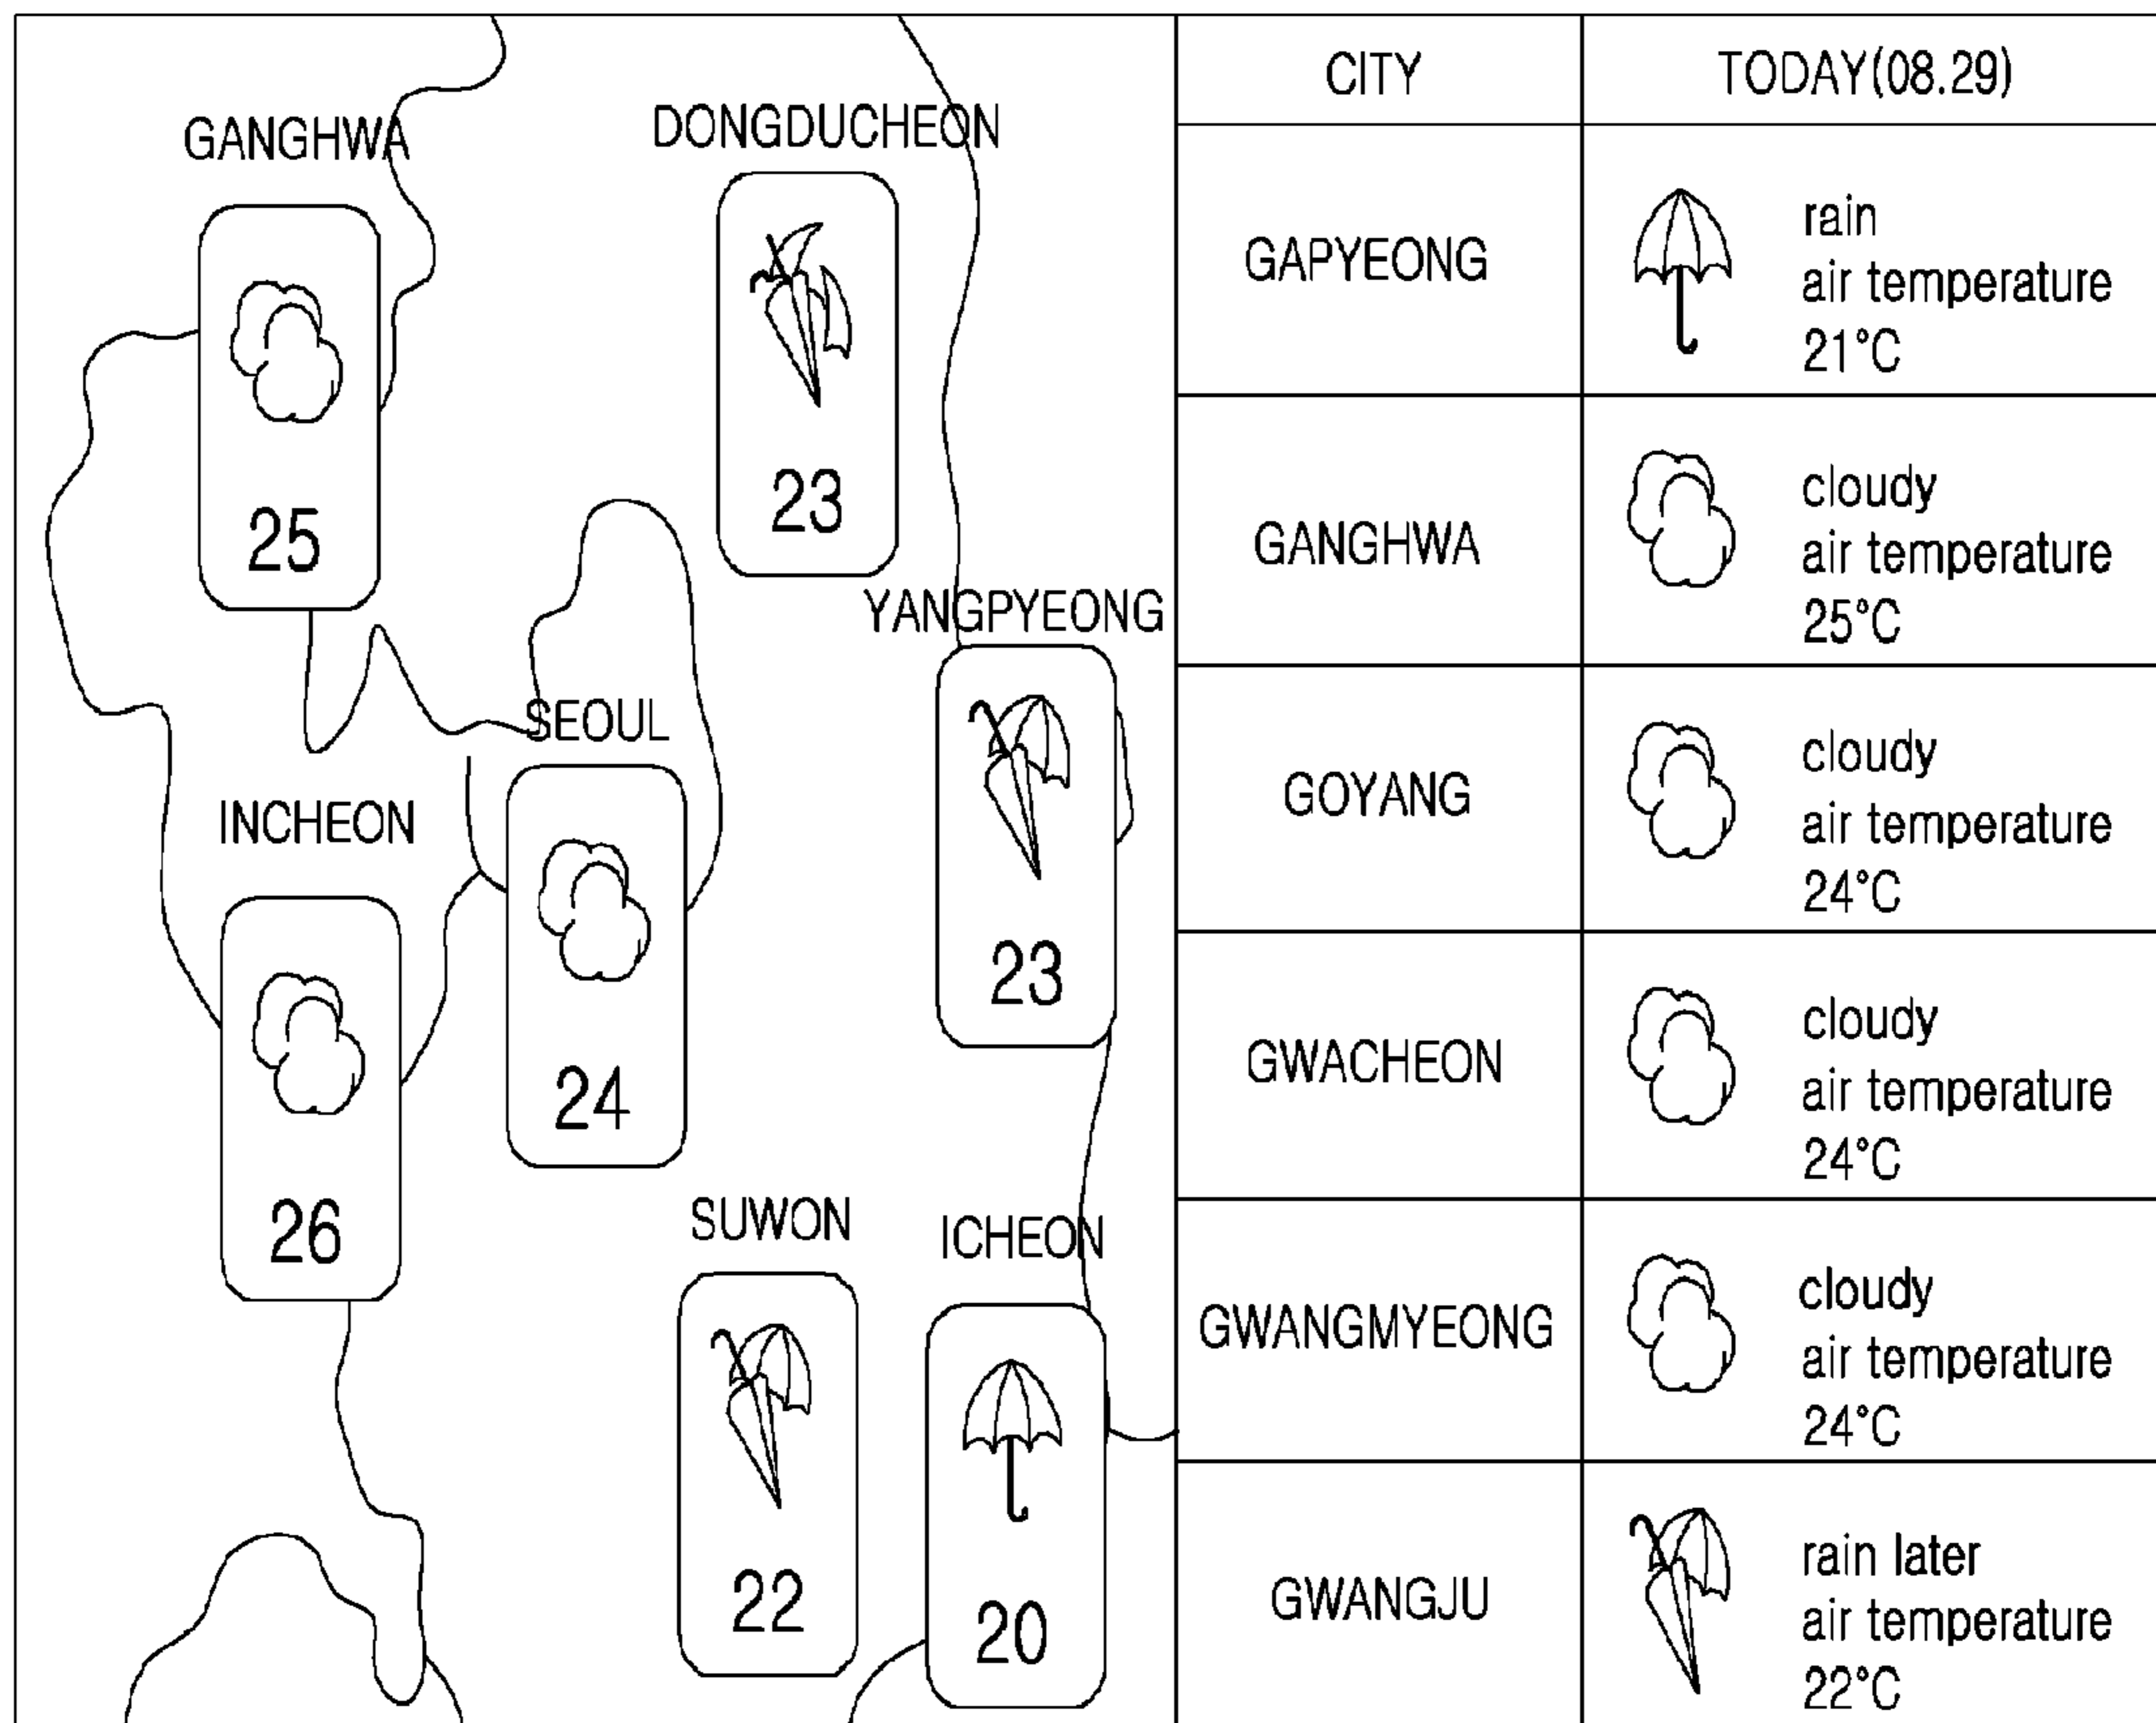 GANGHWA
25
DONGDUCHEON
23
YANGPYEONG
23
SEOUL
24
INCHEON
26
SUWON
22
ICHEON
20
CITY
TODAY(08.29)
GAPYEONG
rain
air temperature
21°C
GANGHWA
cloudy
air temperature
25°C
GOYANG
cloudy
air temperature
24°C
GWACHEON
cloudy
air temperature
24°C
GWANGMYEONG
cloudy
air temperature
24°C
GWANGJU
rain later
air temperature
22°C